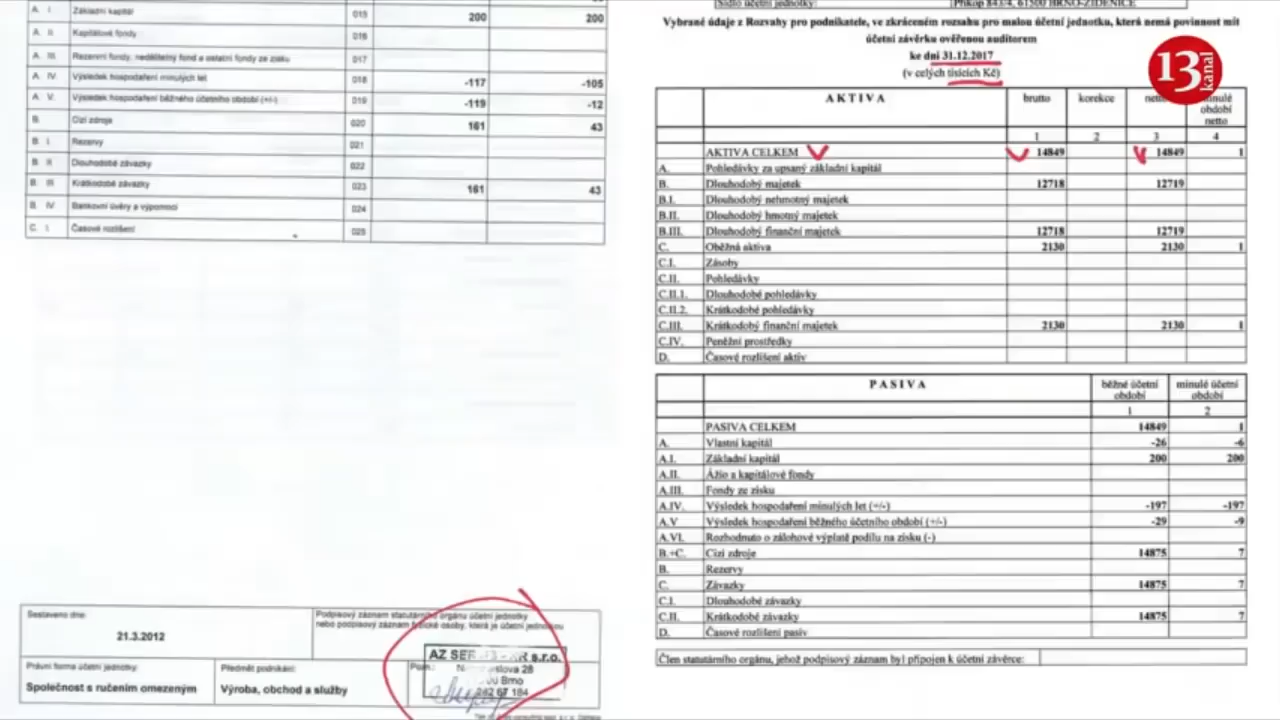 A. I. Základní kapitál 015 200 200
A. II. Kapitálové fondy 016
A. III. Rezervní fondy, nedělitelný fond a ostatní fondy ze zisku 017
A. IV. Výsledek hospodaření minulých let 018 -117 -105
A. V. Výsledek hospodaření běžného účetního období (+/-) 019 -119 -12
B. Cizí zdroje 020 161 43
B. I. Rezervy 021
B. II. Dlouhodobé závazky 022
B. III. Krátkodobé závazky 023 161 43
B. IV. Bankovní úvěry a výpomoci 024
C. I. Časové rozlišení 025
Sestaveno dne:
21.3.2012
Podpisový záznam statutárního orgánu účetní jednotky
nebo podpisový záznam fyzické osoby, která je účetní jednotkou
Právní forma účetní jednotky:
Společnost s ručením omezeným
Předmět podnikání:
Výroba, obchod a služby
Pozn.:
AZ s.r.o.
28
Brno
67 184
Sídlo účetní jednotky: Příkop 843/4, 61500 BRNO-ZIDENICE
Vybrané údaje z Rozvahy pro podnikatele, ve zkráceném rozsahu pro malou účetní jednotku, která nemá povinnost mít
účetní závěrku ověřenou auditorem
ke dni 31.12.2017
(v celých tisících Kč)
13 kanal
AKTIVA brutto korekce netto minulé
období
netto
1 2 3 4
AKTIVA CELKEM 14849 14849 1
A. Pohledávky za upsaný základní kapitál
B. Dlouhodobý majetek 12718 12719
B.I. Dlouhodobý nehmotný majetek
B.II. Dlouhodobý hmotný majetek
B.III. Dlouhodobý finanční majetek 12718 12719
C. Oběžná aktiva 2130 2130 1
C.I. Zásoby
C.II. Pohledávky
C.II.1. Dlouhodobé pohledávky
C.II.2. Krátkodobé pohledávky
C.III. Krátkodobý finanční majetek 2130 2130 1
C.IV. Peněžní prostředky
D. Časové rozlišení aktiv
PASIVA běžné účetní minulé účetní
období období
1 2
PASIVA CELKEM 14849 1
A. Vlastní kapitál -26 -6
A.I. Základní kapitál 200 200
A.II. Ážio a kapitálové fondy
A.III. Fondy ze zisku
A.IV. Výsledek hospodaření minulých let (+/-) -197 -197
A.V Výsledek hospodaření běžného účetního období (+/-) -29 -9
A.VI. Rozhodnuto o zálohové výplatě podílu na zisku (-)
B.+C. Cizí zdroje 14875 7
B. Rezervy
C. Závazky 14875 7
C.I. Dlouhodobé závazky
C.II. Krátkodobé závazky 14875 7
D. Časové rozlišení pasiv
Člen statutárního orgánu, jehož podpisový záznam byl připojen k účetní závěrce: